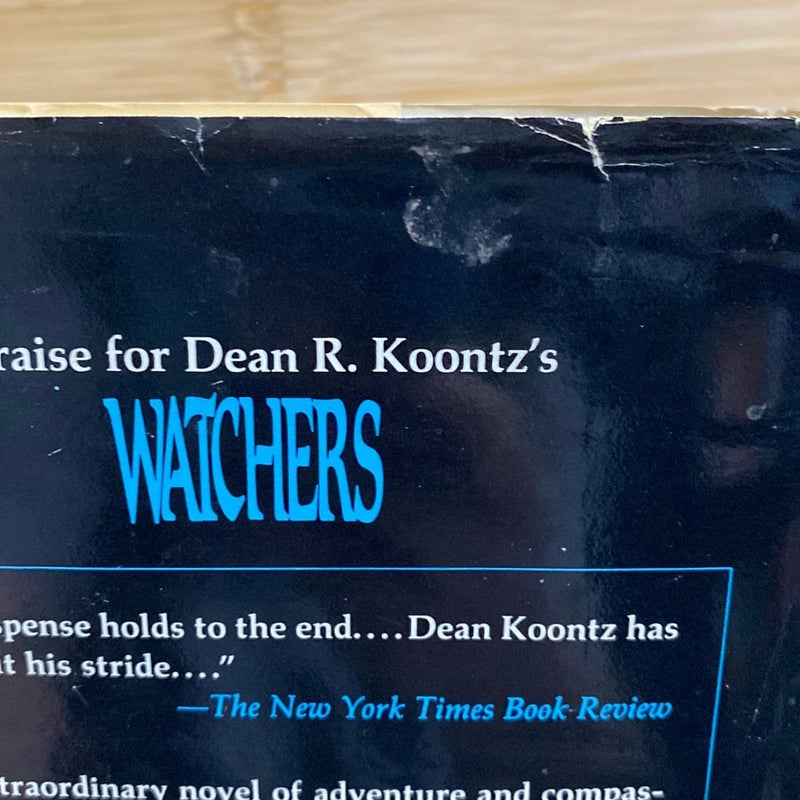 raise for Dean R. Koontz's
WATCHERS
spense holds to the end....Dean Koontz has
t his stride...."
—The New York Times Book Review
traordinary novel of adventure and compas-